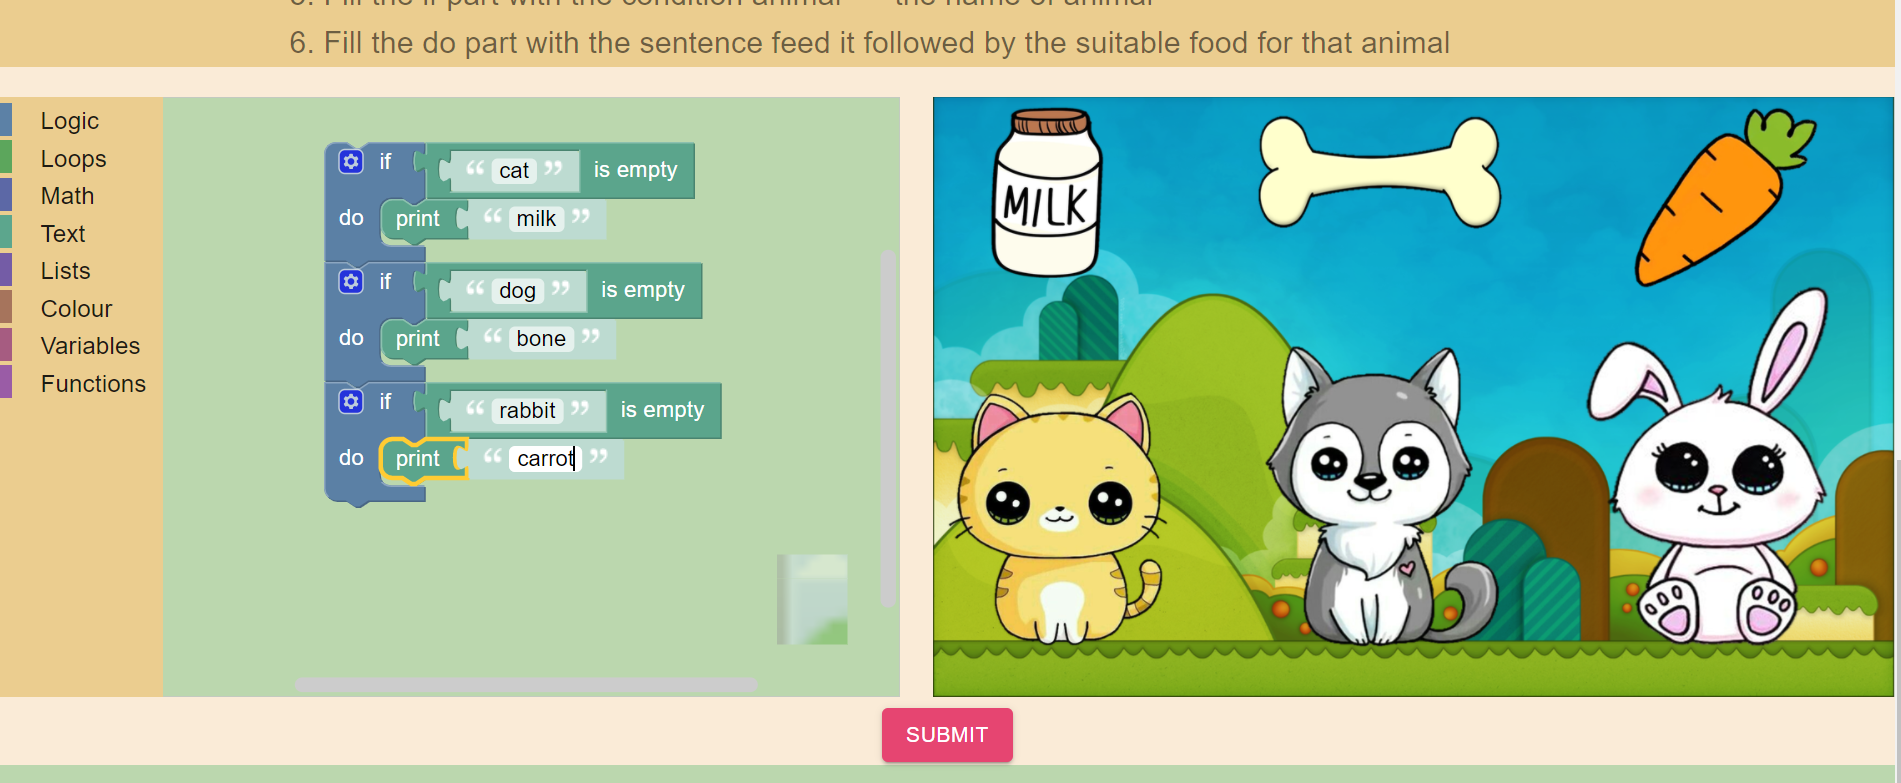 6. Fill the do part with the sentence feed it followed by the suitable food for that animal
Logic
Loops
Math
Text
Lists
Colour
Variables
Functions
if “ cat ” is empty
do print “ milk ”
if “ dog ” is empty
do print “ bone ”
if “ rabbit ” is empty
do print “ carrot ”
MILK
SUBMIT